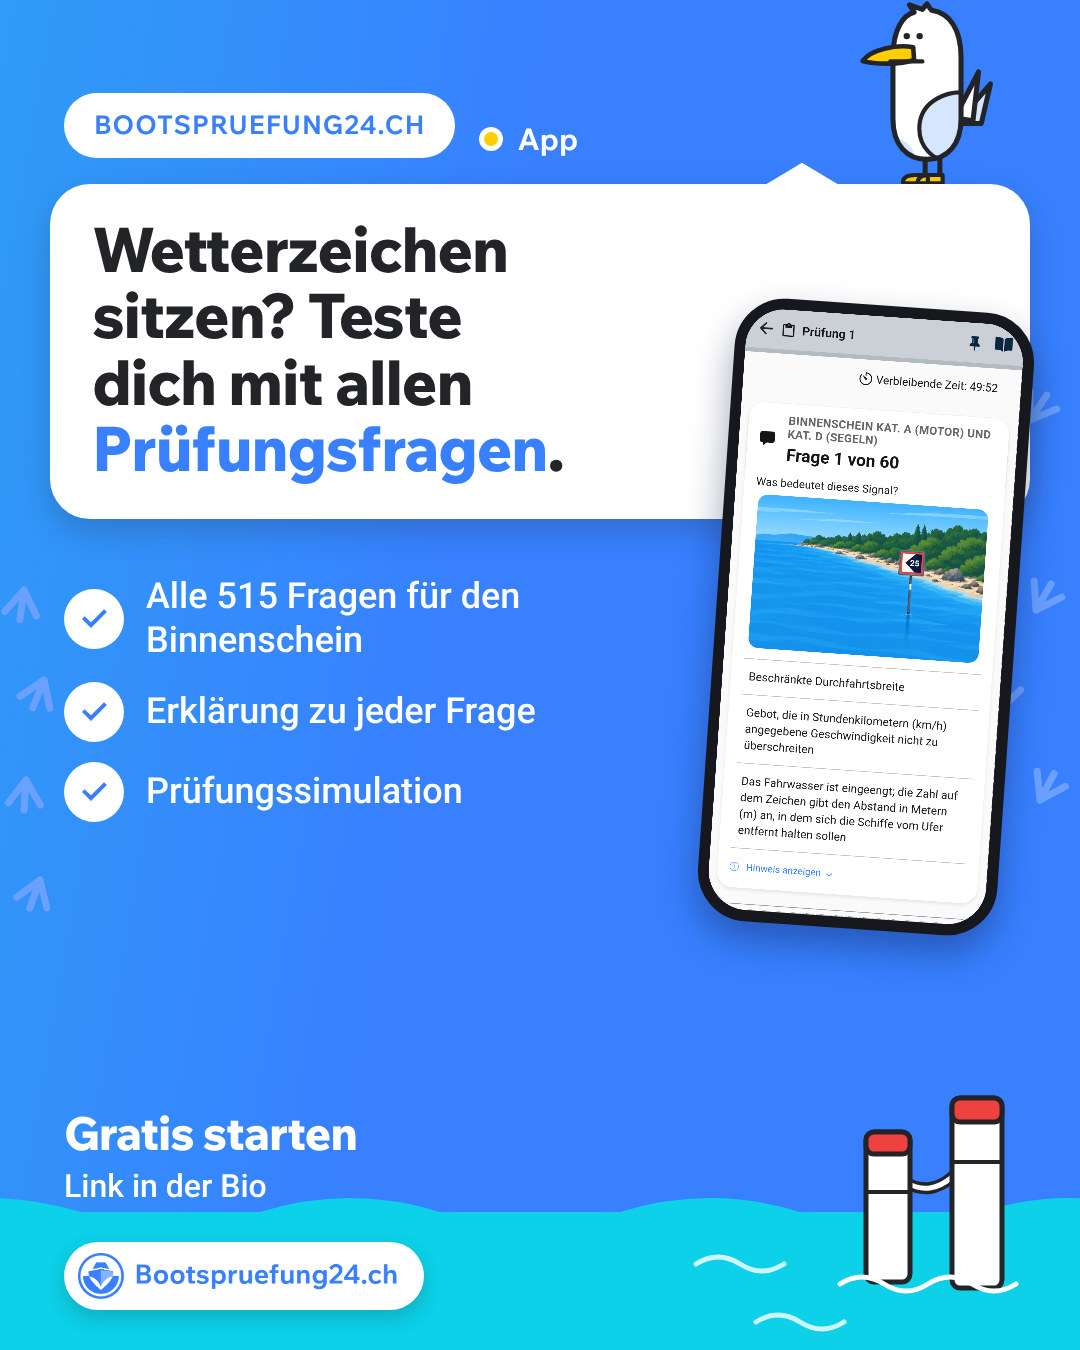 BOOTSPRUEFUNG24.CH
App
Wetterzeichen
sitzen? Teste
dich mit allen
Prüfungsfragen.
Prüfung 1
Verbleibende Zeit: 49:52
BINNENSCHEIN KAT. A (MOTOR) UND
KAT. D (SEGELN)
Frage 1 von 60
Was bedeutet dieses Signal?
25
Beschränkte Durchfahrtsbreite
Gebot, die in Stundenkilometern (km/h)
angegebene Geschwindigkeit nicht zu
überschreiten
Das Fahrwasser ist eingeengt; die Zahl auf
dem Zeichen gibt den Abstand in Metern
(m) an, in dem sich die Schiffe vom Ufer
entfernt halten sollen
Hinweis anzeigen
Alle 515 Fragen für den
Binnenschein
Erklärung zu jeder Frage
Prüfungssimulation
Gratis starten
Link in der Bio
Bootspruefung24.ch